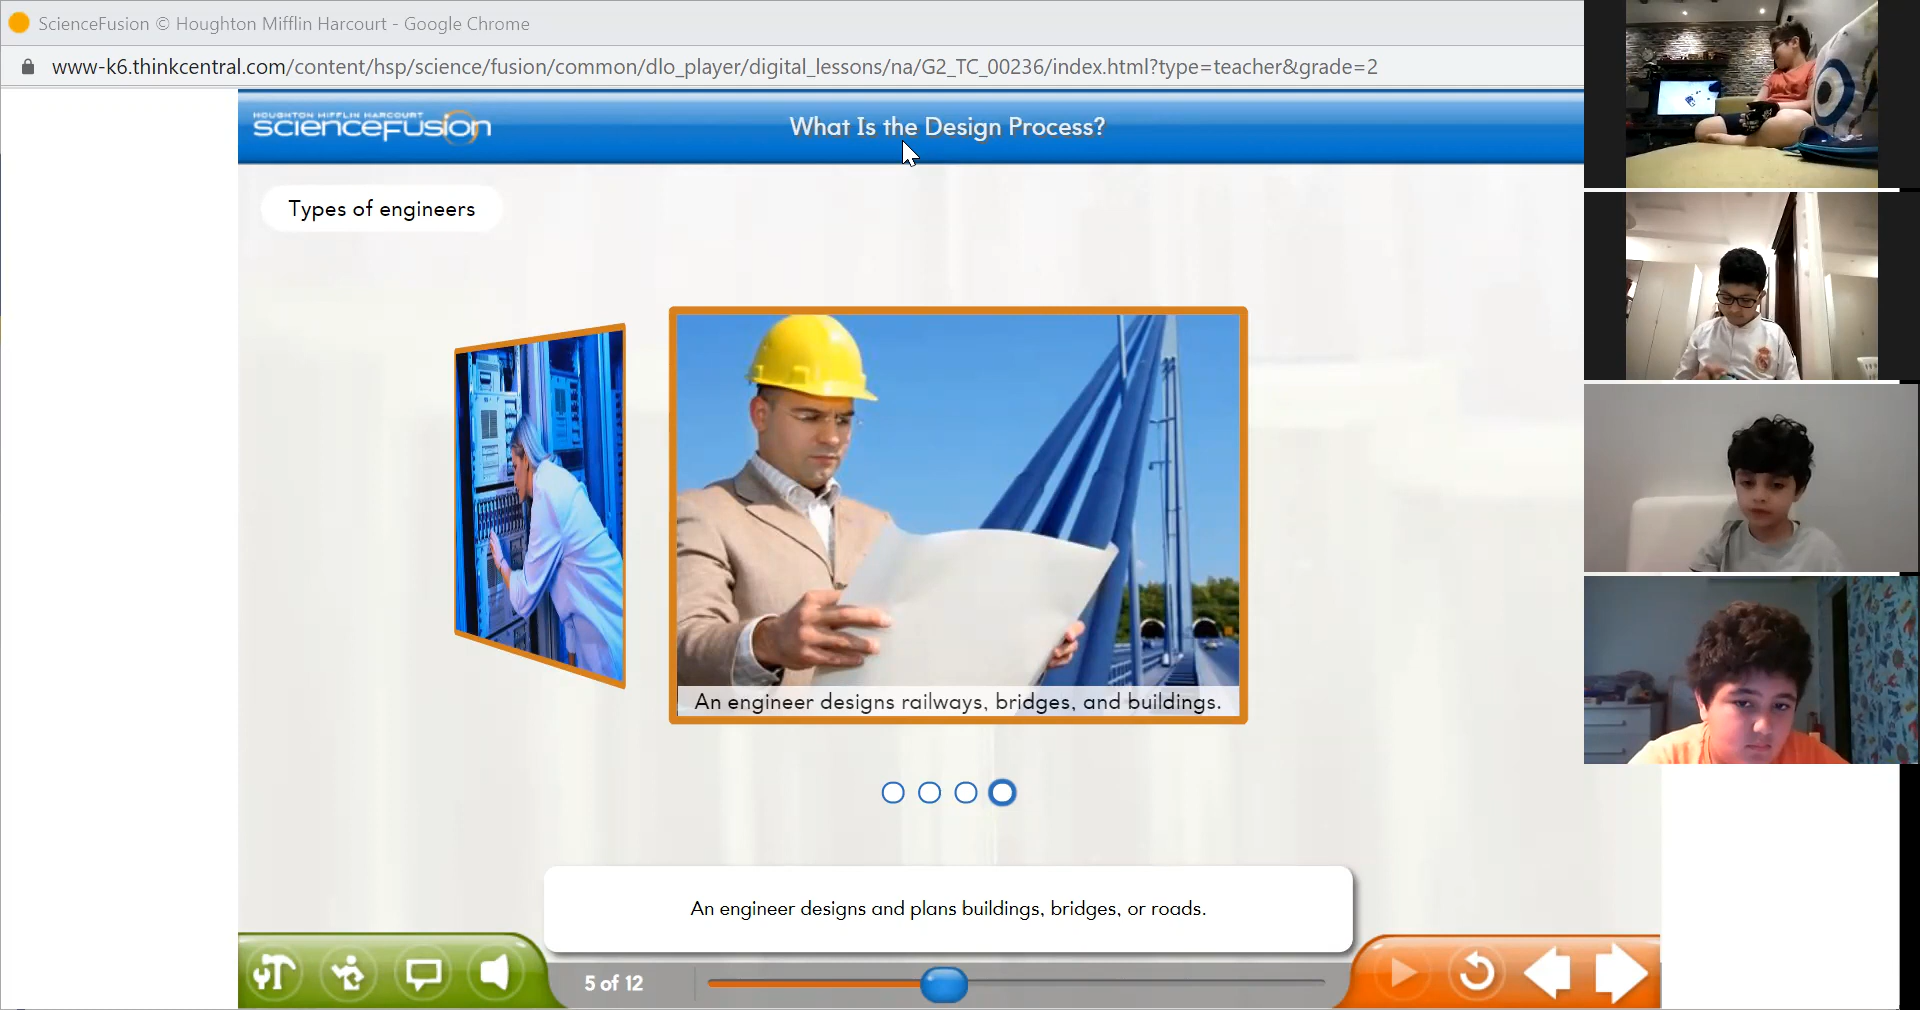 ScienceFusion © Houghton Mifflin Harcourt - Google Chrome
www-k6.thinkcentral.com/content/hsp/science/fusion/common/dlo_player/digital_lessons/na/G2_TC_00236/index.html?type=teacher&grade=2
HOUGHTON MIFFLIN HARCOURT
scienceFusion
What Is the Design Process?
Types of engineers
An engineer designs railways, bridges, and buildings.
An engineer designs and plans buildings, bridges, or roads.
5 of 12